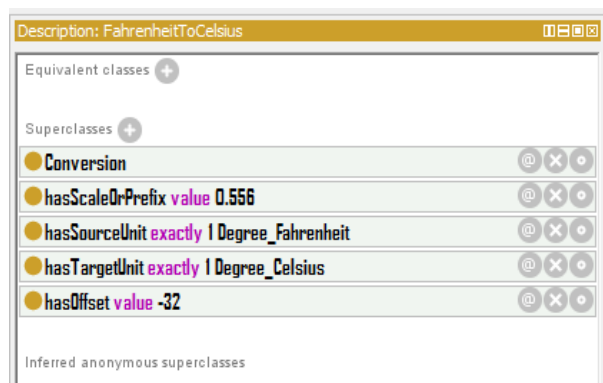 Description: FahrenheitToCelsius
Equivalent classes
Superclasses
Conversion
hasScaleOrPrefix value 0.556
hasSourceUnit exactly 1 Degree_Fahrenheit
hasTargetUnit exactly 1 Degree_Celsius
hasOffset value -32
Inferred anonymous superclasses